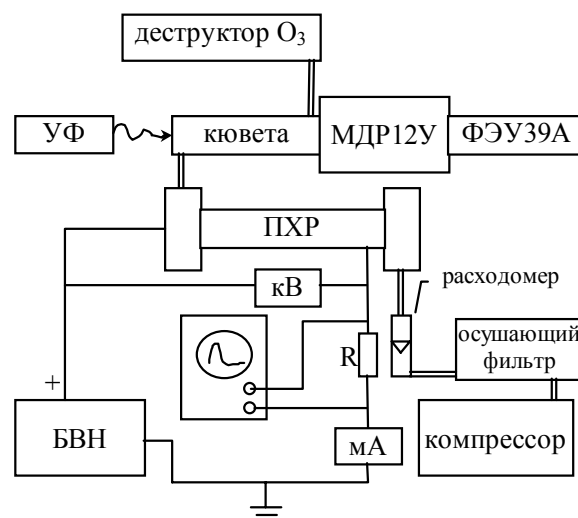 деструктор O₃
УФ
кювета
МДР12У
ФЭУ39А
ПХР
кВ
расходомер
R
осушающий
фильтр
+
БВН
мА
компрессор